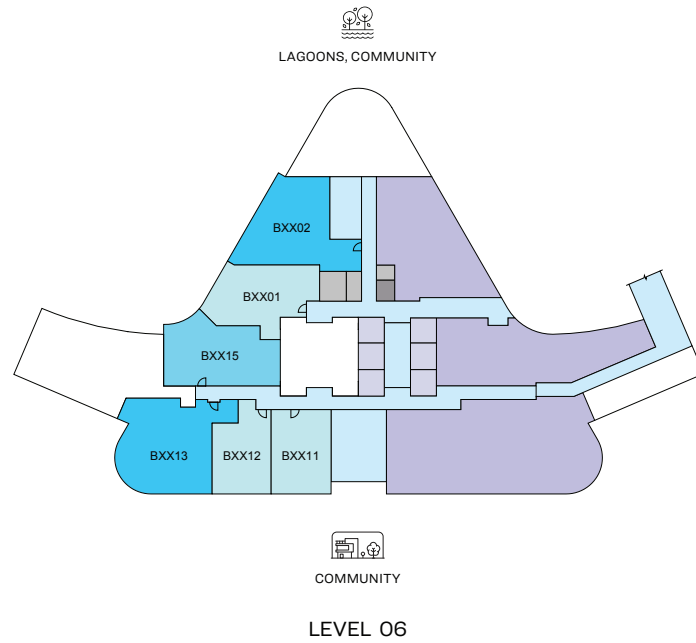 LAGOONS, COMMUNITY
BXX02
BXX01
BXX15
BXX13
BXX12
BXX11
COMMUNITY
LEVEL 06